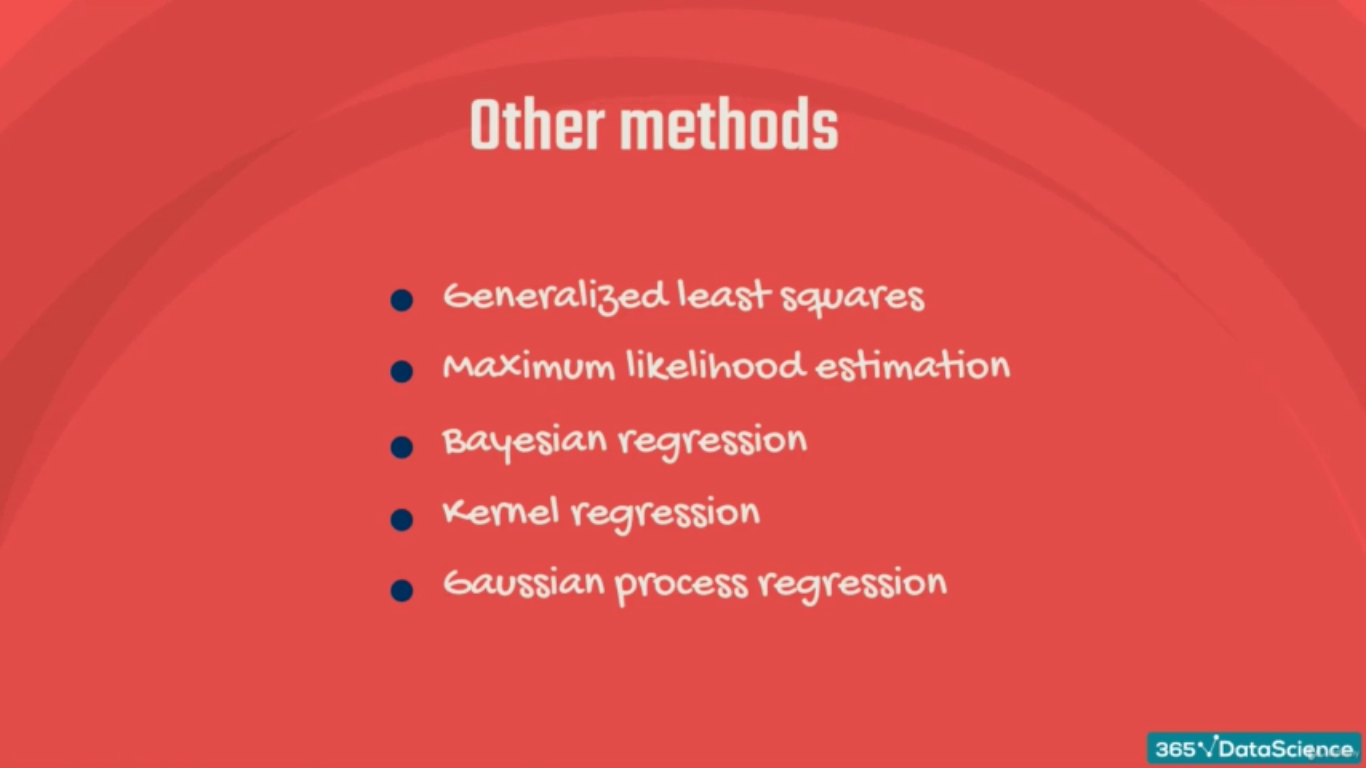 Other methods
Generalized least squares
Maximum likelihood estimation
Bayesian regression
Kernel regression
Gaussian process regression
365 DataScience